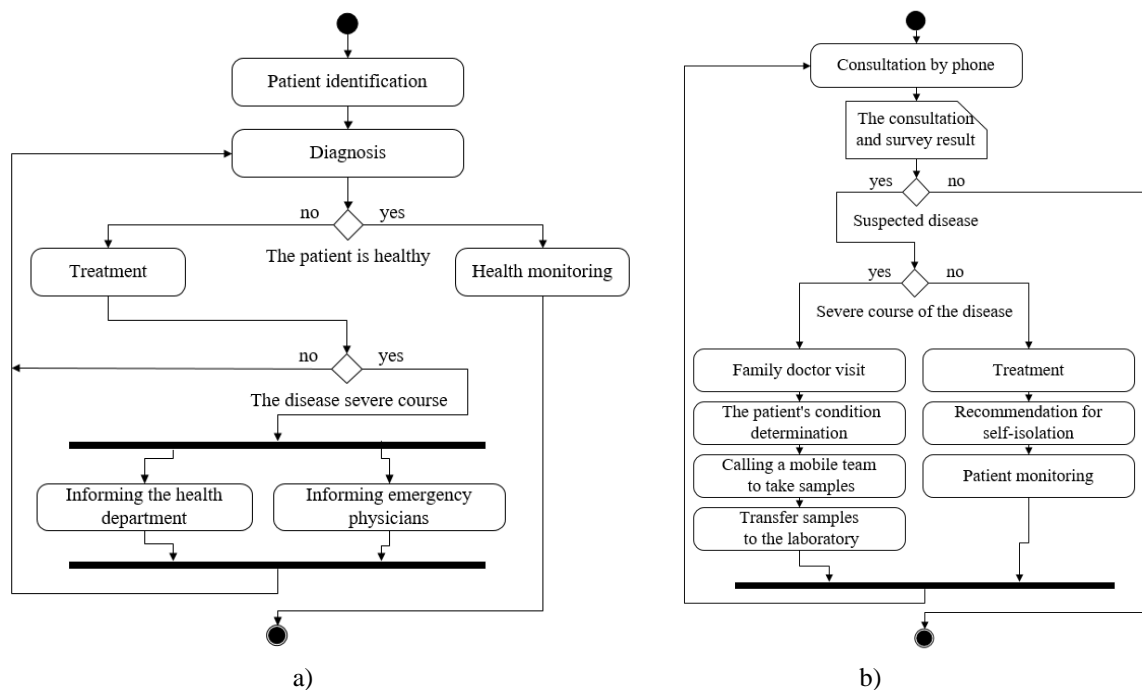 Patient identification
Diagnosis
no
yes
The patient is healthy
Treatment
Health monitoring
no
yes
The disease severe course
Informing the health
department
Informing emergency
physicians
a)
Consultation by phone
The consultation
and survey result
yes
no
Suspected disease
yes
no
Severe course of the disease
Family doctor visit
Treatment
The patient's condition
determination
Recommendation for
self-isolation
Calling a mobile team
to take samples
Patient monitoring
Transfer samples
to the laboratory
b)